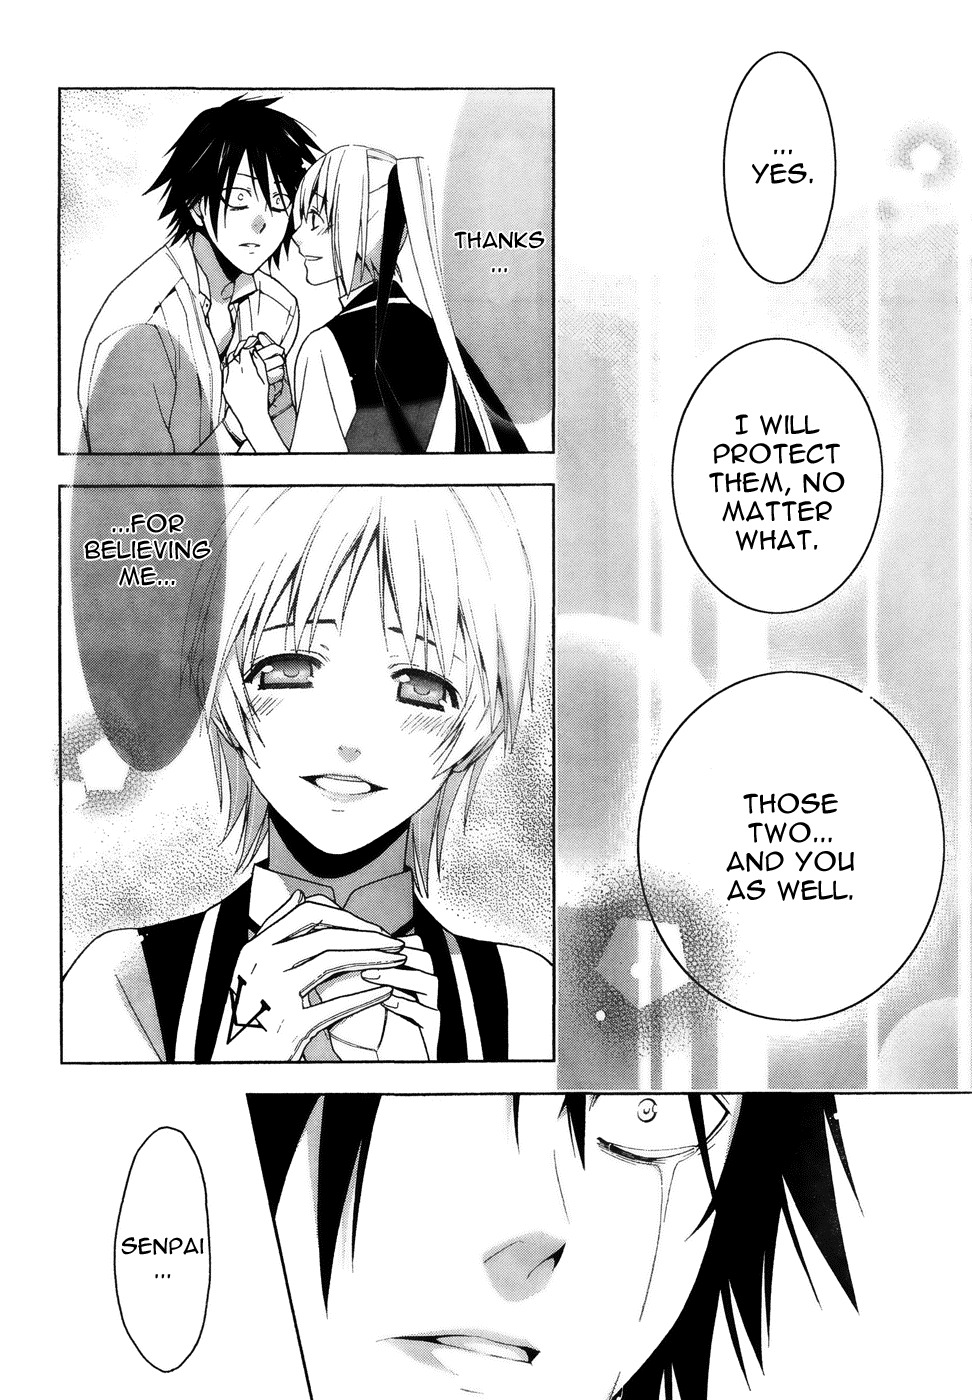 ...
YES.
I WILL
PROTECT
THEM, NO
MATTER
WHAT.
THOSE
TWO...
AND YOU
AS WELL.
THANKS
...
...FOR
BELIEVING
ME...
SENPAI
...